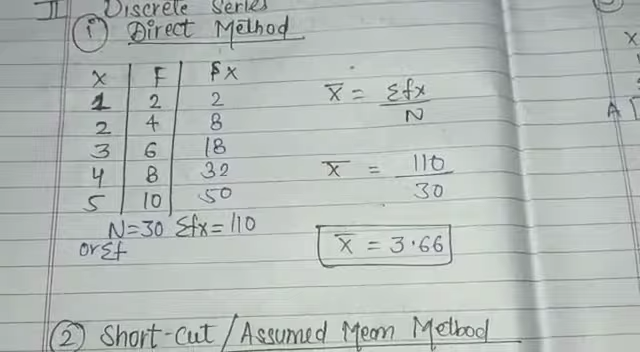 II Discrete Series
(i) Direct Method
X F fX
1 2 2
2 4 8
3 6 18
4 8 32
5 10 50
N=30 Σfx=110
or Σf
X̅ = Σfx/N
X̅ = 110/30
X̅ = 3.66
(2) Short-cut/Assumed Mean Method
X
A